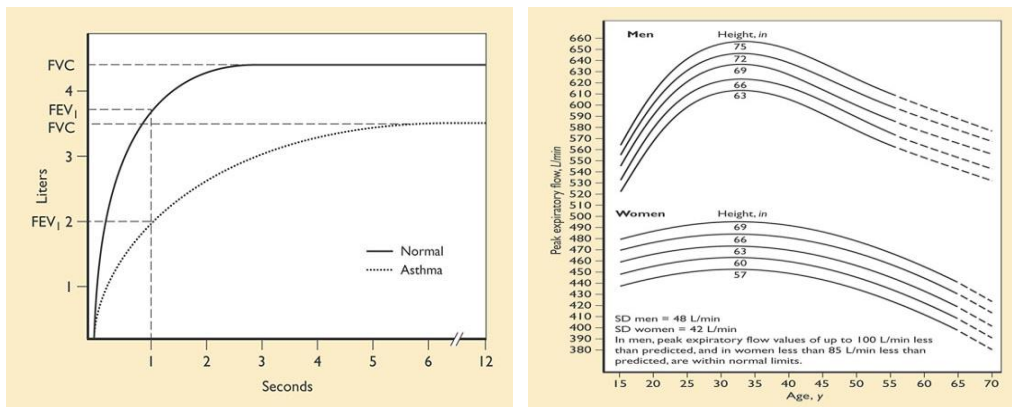 FVC
4
FEV1
FVC
3
FEV1 2
1
Liters
Normal
Asthma
1 2 3 4 5 6 12
Seconds
Men
Height, in
75
72
69
66
63
Women
Height, in
69
66
63
60
57
660
650
640
630
620
610
600
590
580
570
560
550
540
530
520
510
500
490
480
470
460
450
440
430
420
410
400
390
380
Peak expiratory flow, L/min
SD men = 48 L/min
SD women = 42 L/min
In men, peak expiratory flow values of up to 100 L/min less
than predicted, and in women less than 85 L/min less than
predicted, are within normal limits.
15 20 25 30 35 40 45 50 55 60 65 70
Age, y